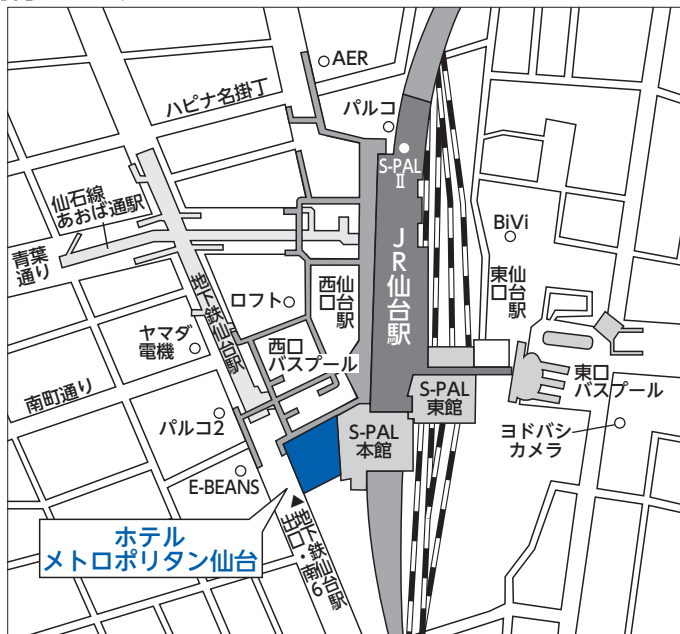 AER
ハピナ名掛丁
パルコ
S-PAL
II
仙石線
あおば通駅
青葉
通り
BiVi
JR仙台駅
仙台駅
西口
仙台駅
東口
地下鉄仙台駅
ロフト
ヤマダ
電機
西口
バスプール
南町通り
S-PAL
東館
東口
バスプール
パルコ2
S-PAL
本館
ヨドバシ
カメラ
E-BEANS
ホテル
メトロポリタン仙台
地下鉄仙台駅
出口・南6